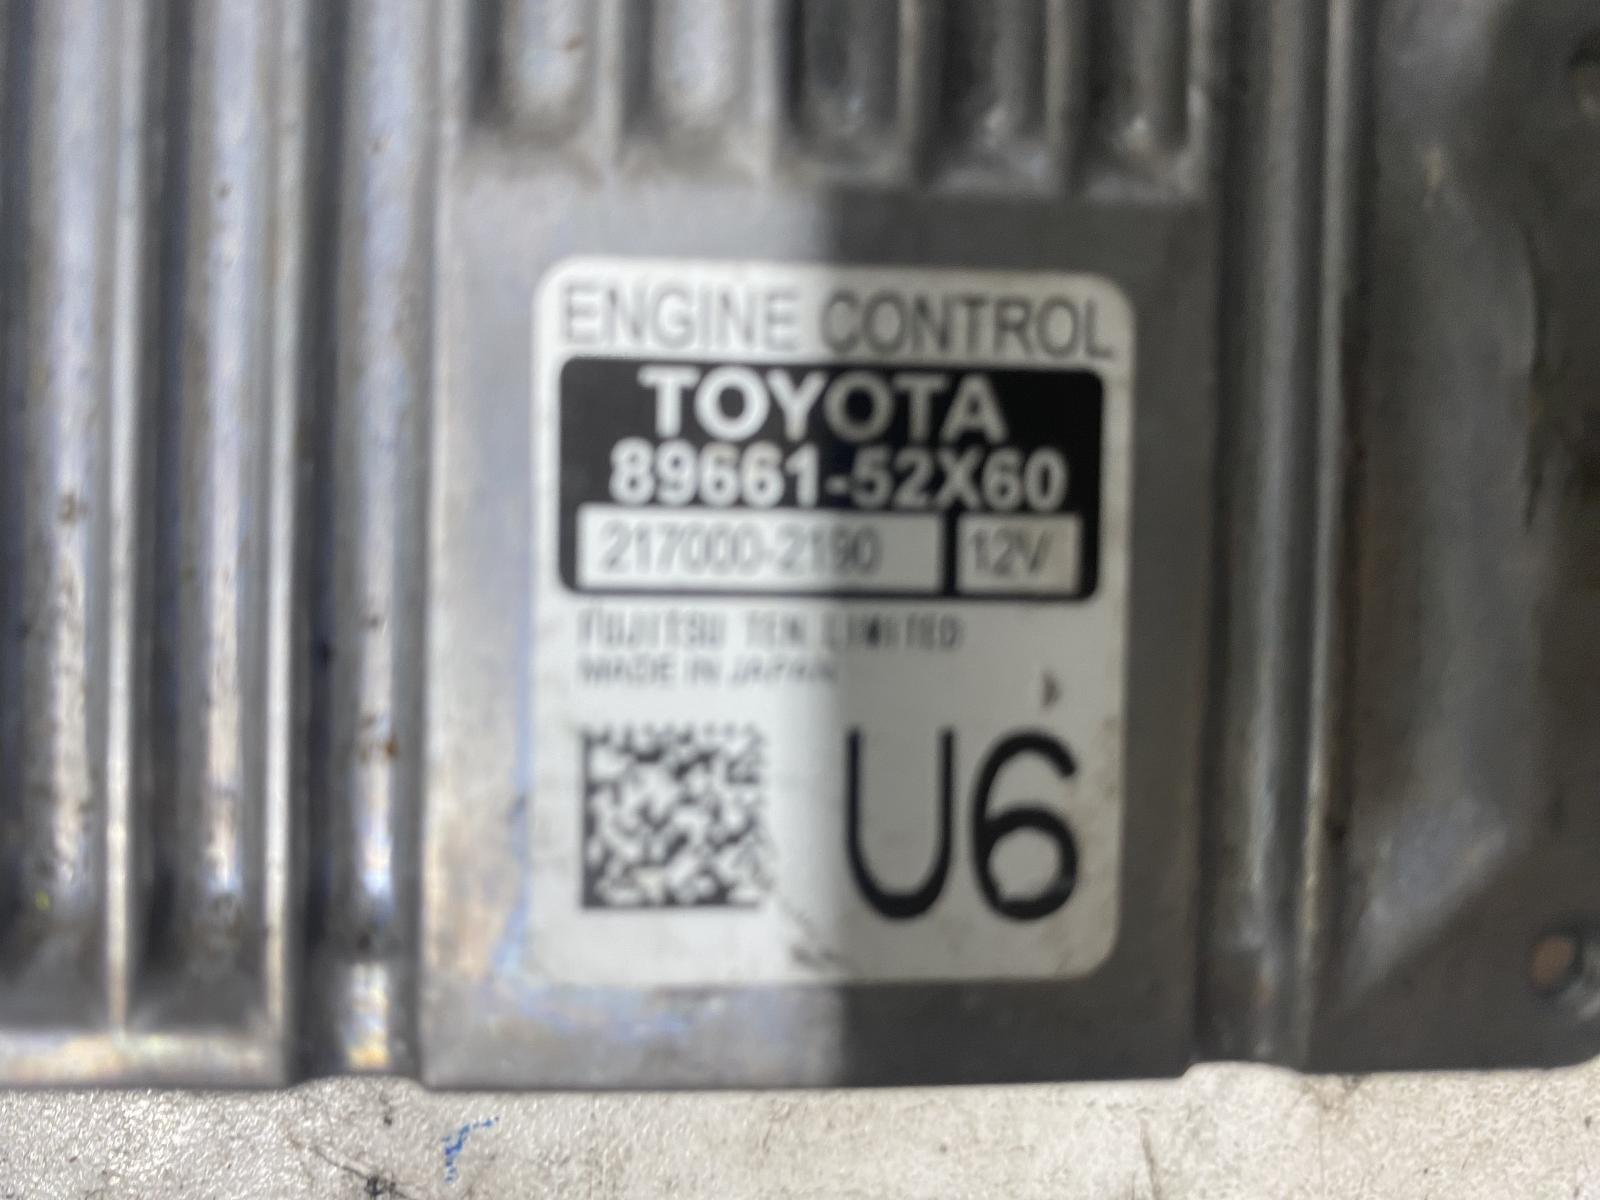 ENGINE CONTROL
TOYOTA
89661-52X60
217000-2190 12V
FUJITSU TEN LIMITED
MADE IN JAPAN
U6